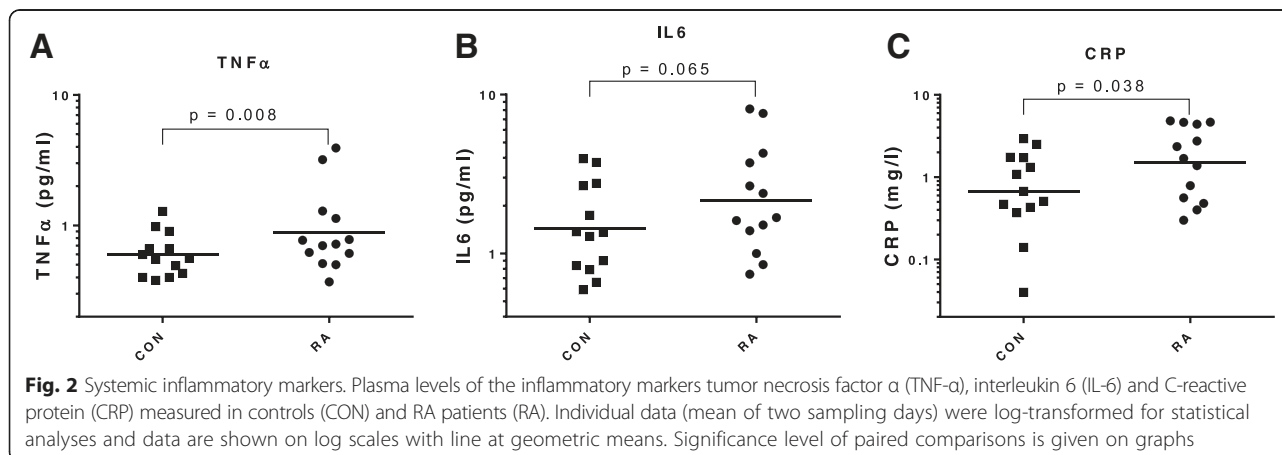 A
TNFα
p = 0.008
10
1
TNFα (pg/ml)
CON
RA
B
IL6
p = 0.065
10
1
IL6 (pg/ml)
CON
RA
C
CRP
p = 0.038
10
1
0.1
CRP (mg/l)
CON
RA
Fig. 2 Systemic inflammatory markers. Plasma levels of the inflammatory markers tumor necrosis factor α (TNF-α), interleukin 6 (IL-6) and C-reactive
protein (CRP) measured in controls (CON) and RA patients (RA). Individual data (mean of two sampling days) were log-transformed for statistical
analyses and data are shown on log scales with line at geometric means. Significance level of paired comparisons is given on graphs